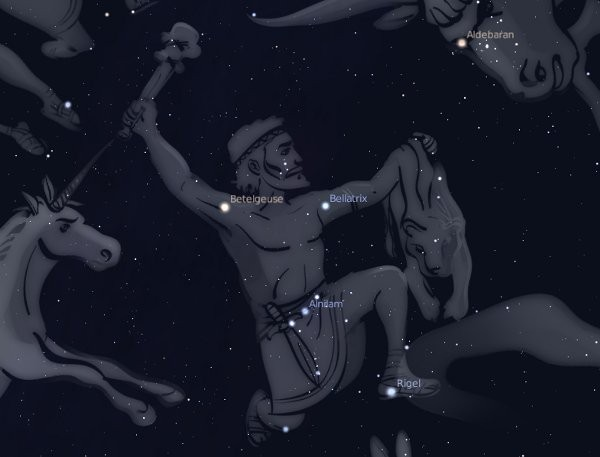 Aldebaran
Betelgeuse
Bellatrix
Alnilam
Rigel